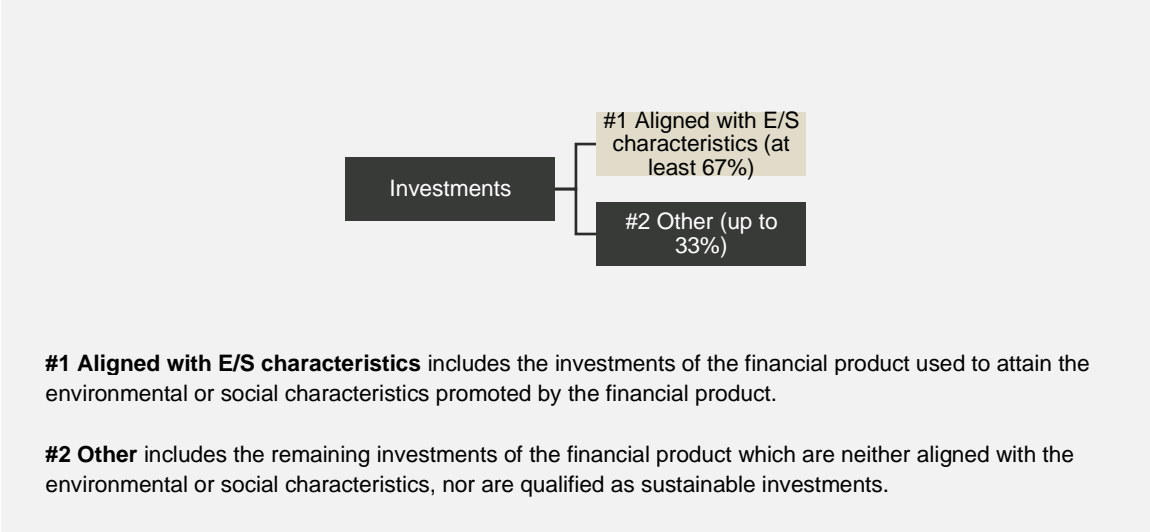 #1 Aligned with E/S
characteristics (at
least 67%)
Investments
#2 Other (up to
33%)
#1 Aligned with E/S characteristics includes the investments of the financial product used to attain the
environmental or social characteristics promoted by the financial product.
#2 Other includes the remaining investments of the financial product which are neither aligned with the
environmental or social characteristics, nor are qualified as sustainable investments.